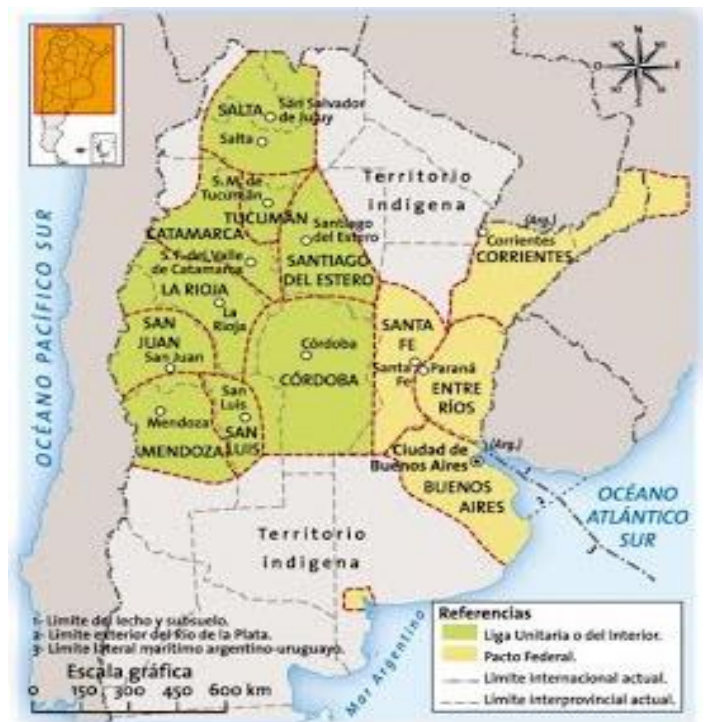 O
E
SALTA
San Salvador
de Jujuy
Salta
Territorio
indígena
S. M. de
Tucumán
TUCUMÁN
CATAMARCA
Santiago
del Estero
SANTIAGO
DEL ESTERO
S. F. del Valle
de Catamarca
(Arg.)
Corrientes
CORRIENTES
LA RIOJA
La
Rioja
SAN
JUAN
San Juan
Córdoba
CÓRDOBA
SANTA
FE
Santa
Fe
Paraná
ENTRE
RÍOS
Mendoza
MENDOZA
San
Luis
SAN
LUIS
Ciudad de
Buenos Aires
(Arg.)
BUENOS
AIRES
1
2
3
OCÉANO PACÍFICO SUR
OCÉANO
ATLÁNTICO
SUR
Territorio
indígena
Mar Argentino
1- Límite del lecho y subsuelo.
2- Límite exterior del Río de la Plata.
3- Límite lateral marítimo argentino-uruguayo.
Escala gráfica
0 150 300 450 600 km
Referencias
Liga Unitaria o del Interior.
Pacto Federal.
Límite internacional actual.
Límite interprovincial actual.